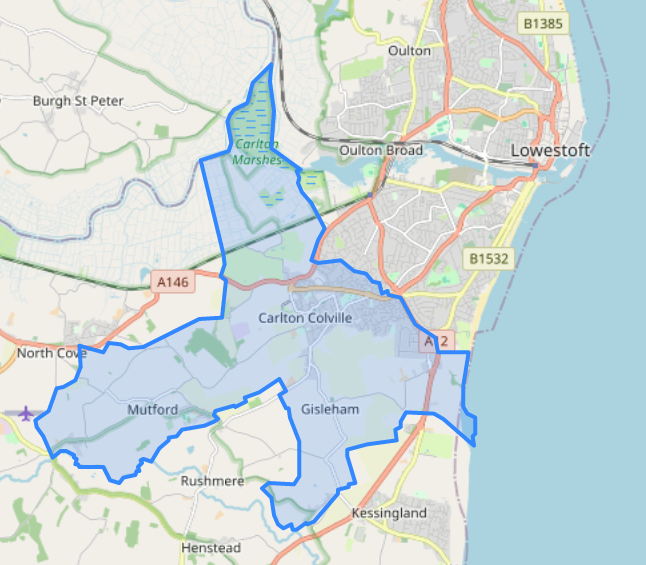 B1385
Oulton
Burgh St Peter
Carlton
Marshes
Oulton Broad
Lowestoft
B1532
A146
Carlton Colville
A12
North Cove
Mutford
Gisleham
Rushmere
Kessingland
Henstead